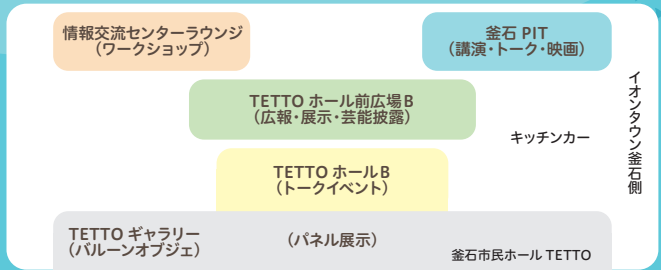 情報交流センターラウンジ
（ワークショップ）
釜石 PIT
（講演・トーク・映画）
TETTO ホール前広場B
（広報・展示・芸能披露）
キッチンカー
イオンタウン釜石側
TETTO ホールB
（トークイベント）
TETTO ギャラリー
（バルーンオブジェ）
（パネル展示）
釜石市民ホール TETTO